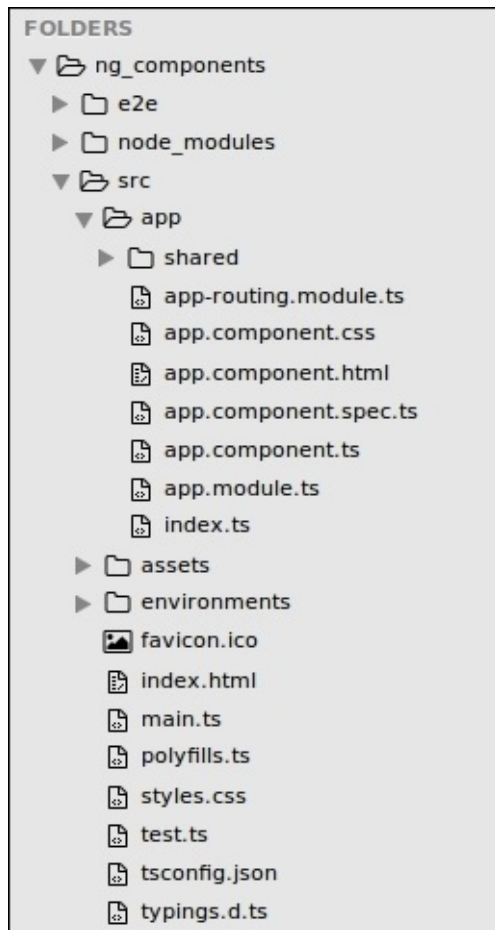 FOLDERS
ng_components
e2e
node_modules
src
app
shared
app-routing.module.ts
app.component.css
app.component.html
app.component.spec.ts
app.component.ts
app.module.ts
index.ts
assets
environments
favicon.ico
index.html
main.ts
polyfills.ts
styles.css
test.ts
tsconfig.json
typings.d.ts